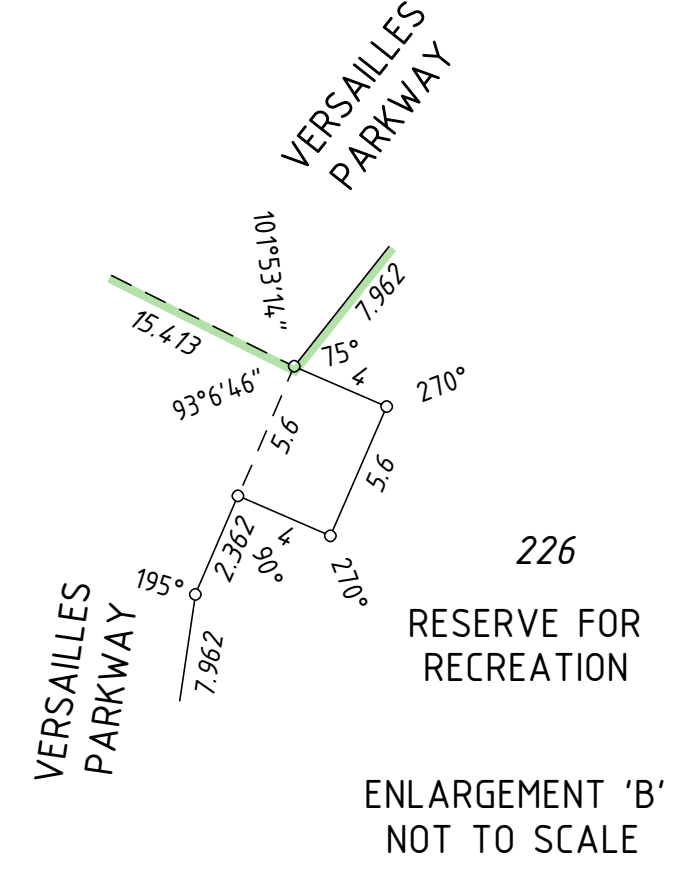 VERSAILLES
PARKWAY
101°53'14"
15.413
7.962
75°
4
270°
93°6'46"
5.6
5.6
2.362
4
90°
270°
195°
7.962
VERSAILLES
PARKWAY
226
RESERVE FOR
RECREATION
ENLARGEMENT 'B'
NOT TO SCALE